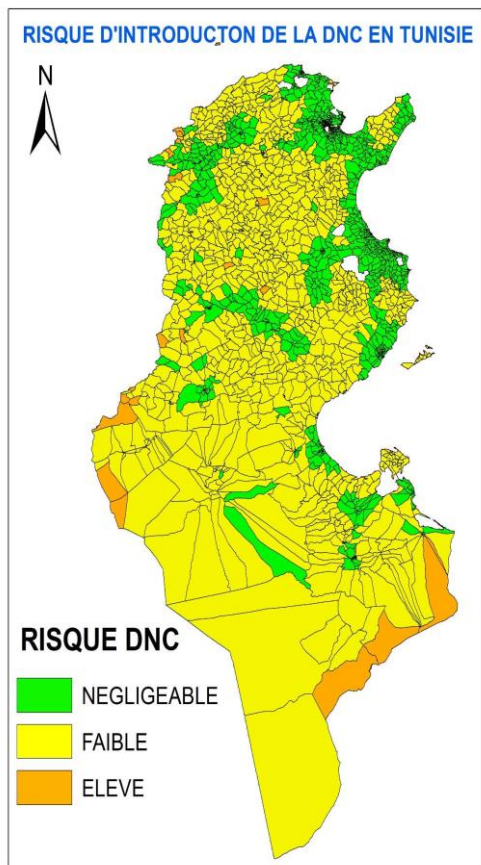 RISQUE D'INTRODUCTON DE LA DNC EN TUNISIE
N
RISQUE DNC
NEGLIGEABLE
FAIBLE
ELEVE